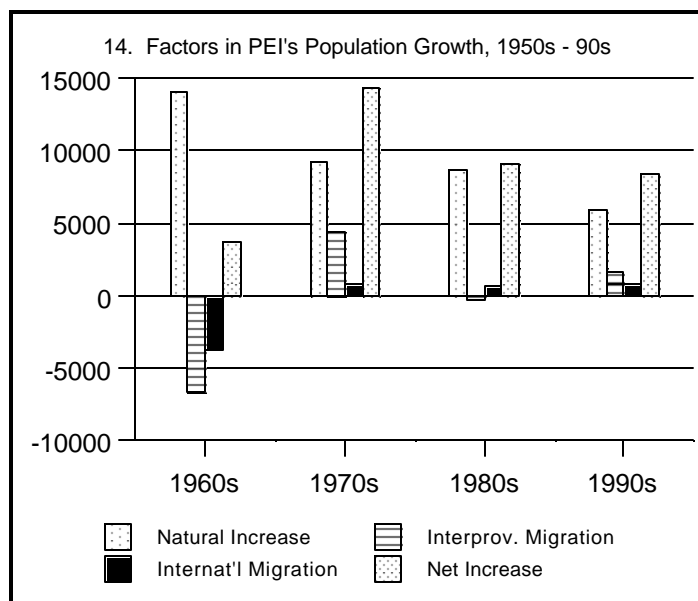 14. Factors in PEI's Population Growth, 1950s - 90s
15000
10000
5000
0
-5000
-10000
1960s 1970s 1980s 1990s
Natural Increase Interprov. Migration
Internat'l Migration Net Increase